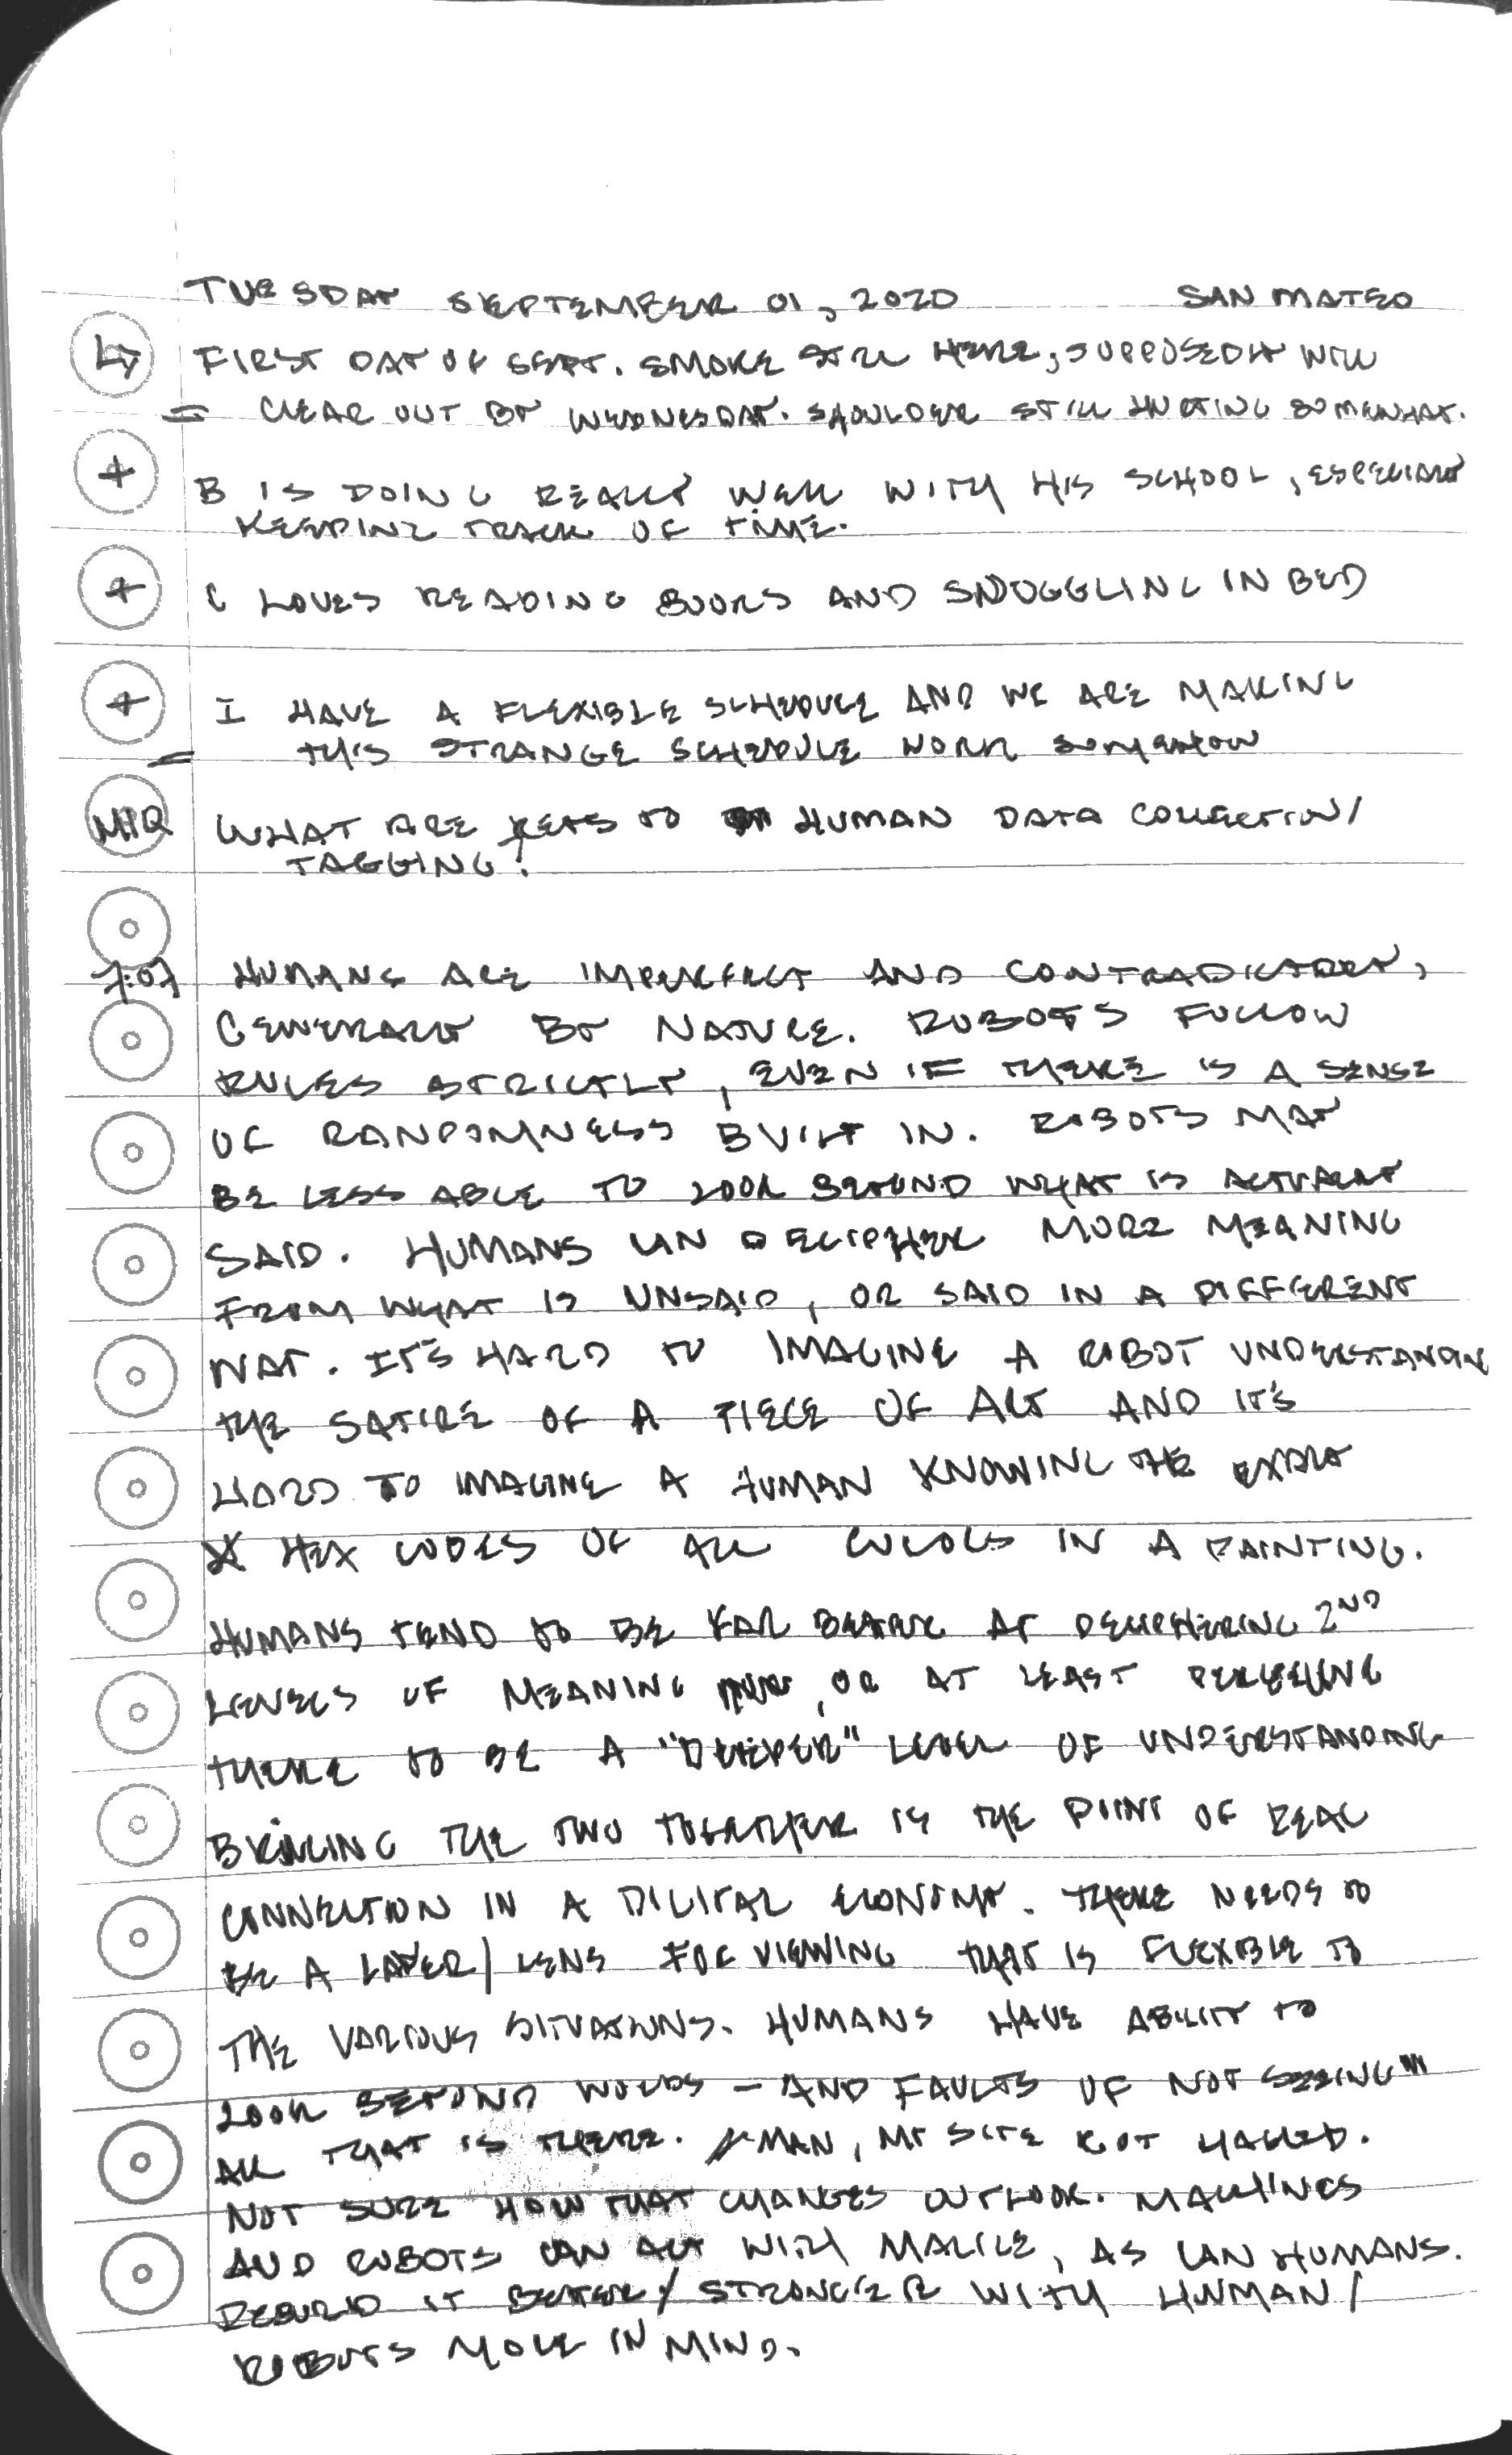 TUESDAY SEPTEMBER 01, 2020 SAN MATEO
FIRST DAY OF SEPT. SMOKE STILL HERE, SUPPOSEDLY WILL
= CLEAR OUT BY WEDNESDAY. SHOULDER STILL HURTING SOMEWHAT.
+ B IS DOING REALLY WELL WITH HIS SCHOOL, ESPECIALLY
KEEPING TRACK OF TIME.
+ C LOVES READING BOOKS AND SNUGGLING IN BED
+ I HAVE A FLEXIBLE SCHEDULE AND WE ARE MAKING
= THIS STRANGE SCHEDULE WORK SOMEHOW
MIQ WHAT ARE KEYS TO HUMAN DATA COLLECTION/
TAGGING?
7:07 HUMANS ARE IMPERFECT AND CONTRADICTORY,
GENERALLY BY NATURE. ROBOTS FOLLOW
RULES STRICTLY, EVEN IF THERE IS A SENSE
OF RANDOMNESS BUILT IN. ROBOTS MAY
BE LESS ABLE TO LOOK BEYOND WHAT IS ACTUALLY
SAID. HUMANS CAN DECIPHER MORE MEANING
FROM WHAT IS UNSAID, OR SAID IN A DIFFERENT
WAY. IT'S HARD TO IMAGINE A ROBOT UNDERSTANDING
THE SATIRE OF A PIECE OF ART AND IT'S
HARD TO IMAGINE A HUMAN KNOWING THE EXACT
HEX CODES OF ALL COLORS IN A PAINTING.
HUMANS TEND TO BE FAR BETTER AT DECIPHERING 2ND
LEVELS OF MEANING, OR AT LEAST PERCEIVING
THERE TO BE A "DEEPER" LEVEL OF UNDERSTANDING
BRINGING THE TWO TOGETHER IS THE POINT OF REAL
CONNECTION IN A DIGITAL ECONOMY. THERE NEEDS TO
BE A LAYER/LENS FOR VIEWING THAT IS FLEXIBLE TO
THE VARIOUS SITUATIONS. HUMANS HAVE ABILITY TO
LOOK BEYOND WORDS – AND FAULTS OF NOT SEEING
ALL THAT IS THERE. MAN, MY SITE GOT HACKED.
NOT SURE HOW THAT CHANGES OUTLOOK. MACHINES
AND ROBOTS CAN ACT WITH MALICE, AS CAN HUMANS.
REBUILD IT BETTER/STRONGER WITH HUMAN/
ROBOTS MORE IN MIND.